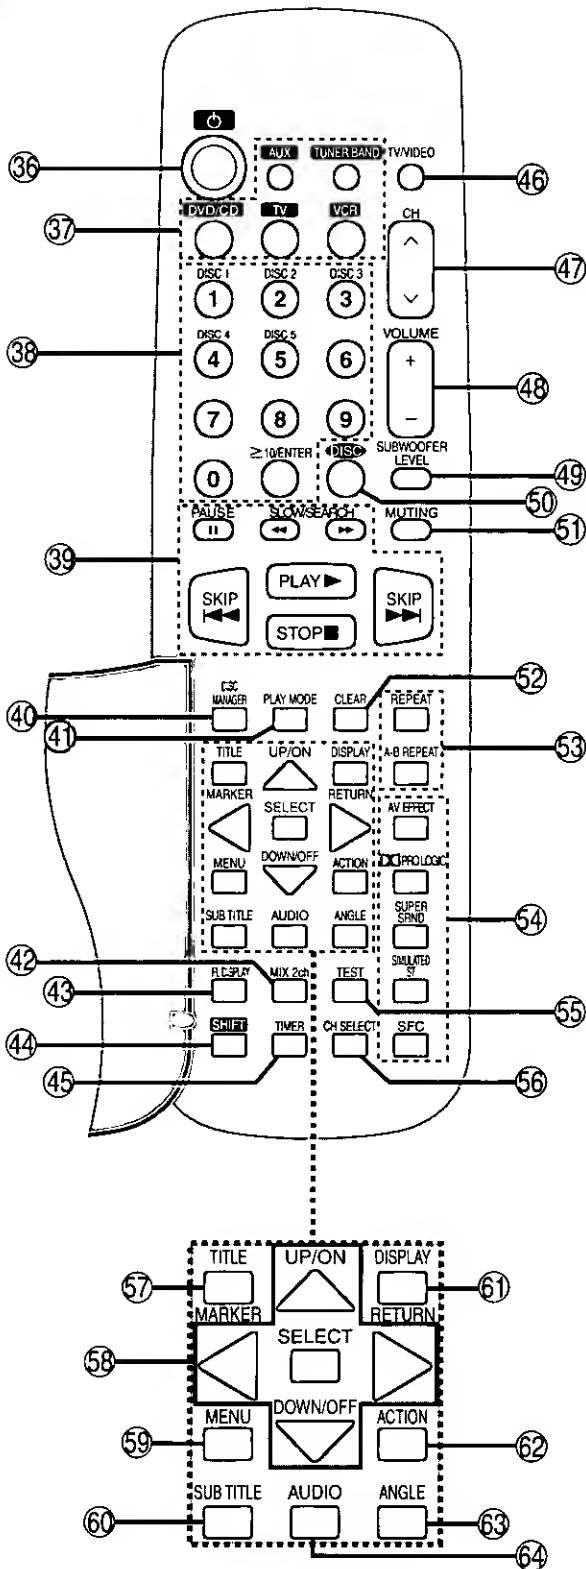 ⏻
36
AUX TUNER BAND TV/VIDEO
46
DVD/CD TV VCR
37
CH
47
DISC 1 DISC 2 DISC 3
1 2 3
38
DISC 4 DISC 5
4 5 6
VOLUME
+
−
48
7 8 9
≥10/ENTER DISC
0
SUBWOOFER
LEVEL
49
50
PAUSE SLOW/SEARCH MUTING
51
39
SKIP
PLAY
STOP
SKIP
DISC
MANAGER
PLAY MODE CLEAR REPEAT
40
41
52
53
TITLE UP/ON DISPLAY A-B REPEAT
MARKER RETURN
SELECT
AV EFFECT
MENU DOWN/OFF ACTION
PRO LOGIC
SUPER
SRND
54
SUB TITLE AUDIO ANGLE
SIMULATED
ST
42
43
FL DISPLAY MIX 2ch TEST
55
44
SHIFT TIMER CH SELECT SFC
45
56
TITLE UP/ON DISPLAY
57
61
MARKER RETURN
SELECT
58
MENU DOWN/OFF ACTION
59
62
SUB TITLE AUDIO ANGLE
60
63
64